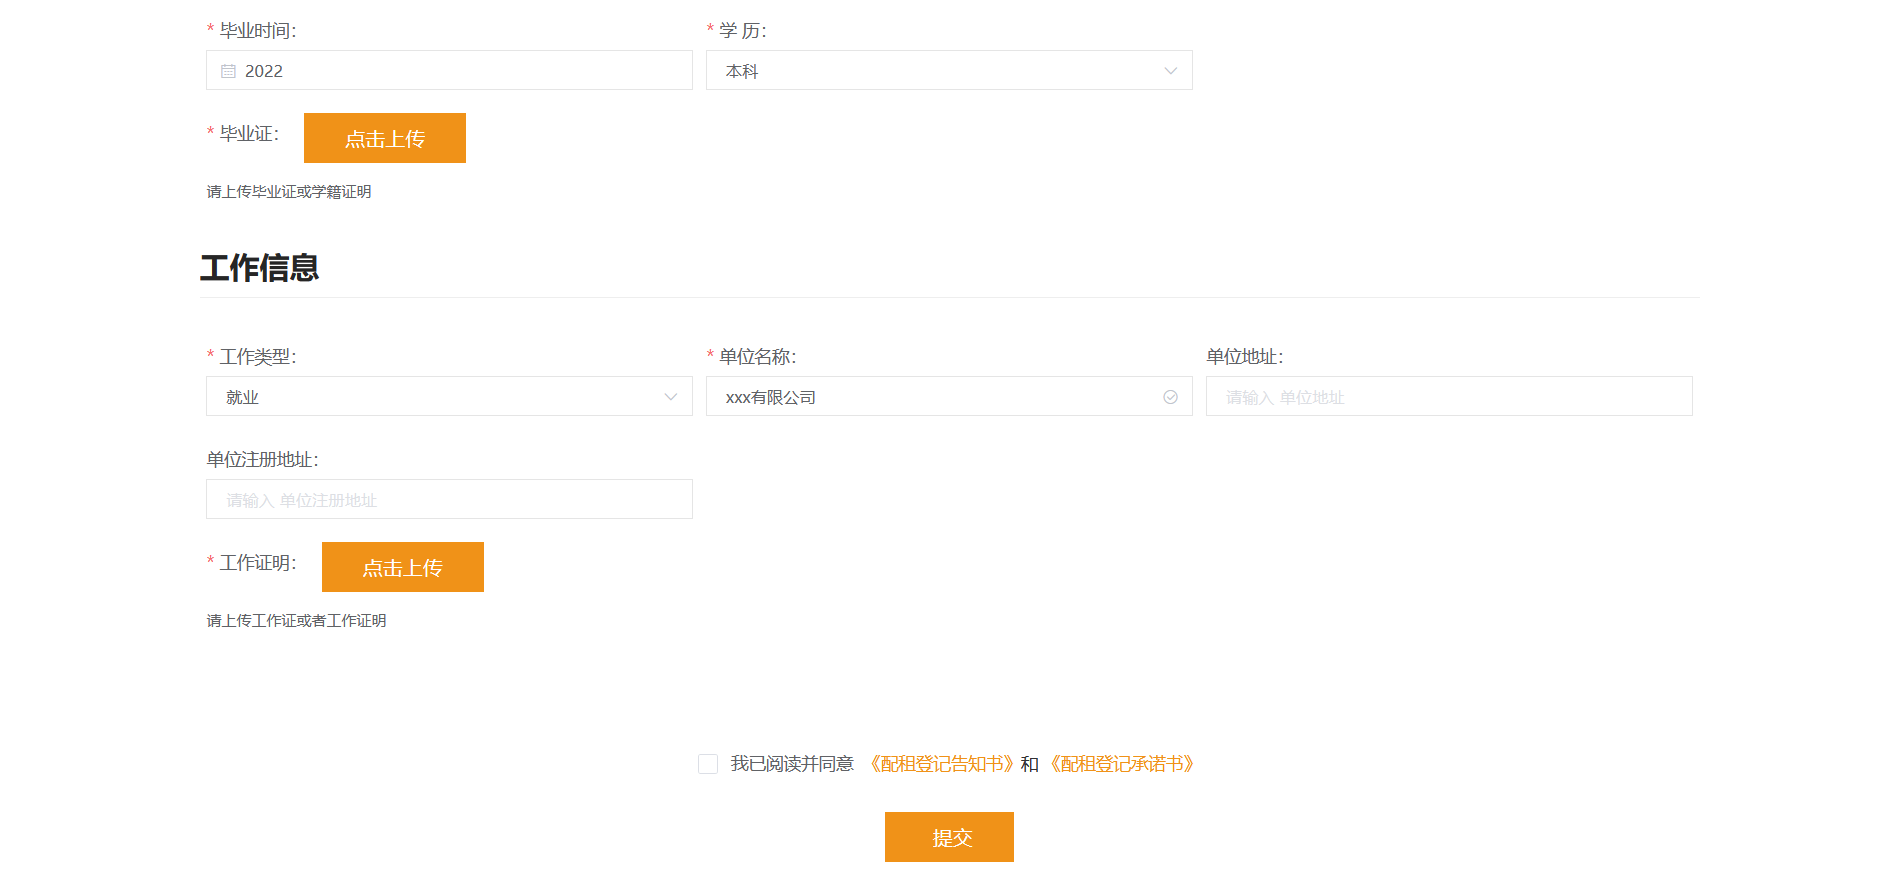 * 毕业时间: * 学 历:
2022 本科
* 毕业证: 点击上传
请上传毕业证或学籍证明
工作信息
* 工作类型: * 单位名称: 单位地址:
就业 xxx有限公司 请输入 单位地址
单位注册地址:
请输入 单位注册地址
* 工作证明: 点击上传
请上传工作证或者工作证明
我已阅读并同意 《配租登记告知书》和 《配租登记承诺书》
提交